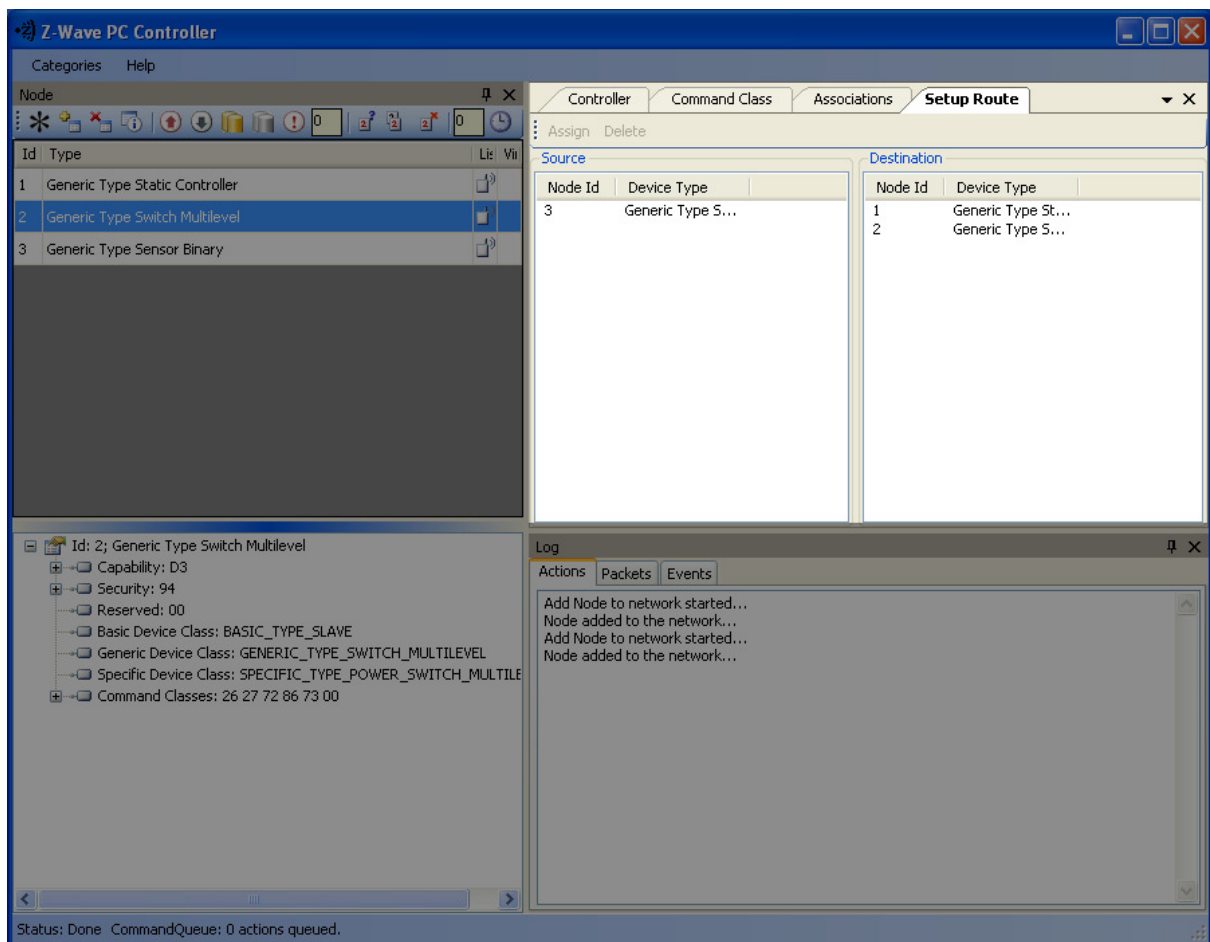 Z-Wave PC Controller
Categories Help
Node
0 0
Id Type Lis Vii
1 Generic Type Static Controller
2 Generic Type Switch Multilevel
3 Generic Type Sensor Binary
Controller Command Class Associations Setup Route
Assign Delete
Source
Node Id Device Type
3 Generic Type S...
Destination
Node Id Device Type
1 Generic Type St...
2 Generic Type S...
Id: 2; Generic Type Switch Multilevel
Capability: D3
Security: 94
Reserved: 00
Basic Device Class: BASIC_TYPE_SLAVE
Generic Device Class: GENERIC_TYPE_SWITCH_MULTILEVEL
Specific Device Class: SPECIFIC_TYPE_POWER_SWITCH_MULTILE
Command Classes: 26 27 72 86 73 00
Log
Actions Packets Events
Add Node to network started...
Node added to the network...
Add Node to network started...
Node added to the network...
Status: Done CommandQueue: 0 actions queued.